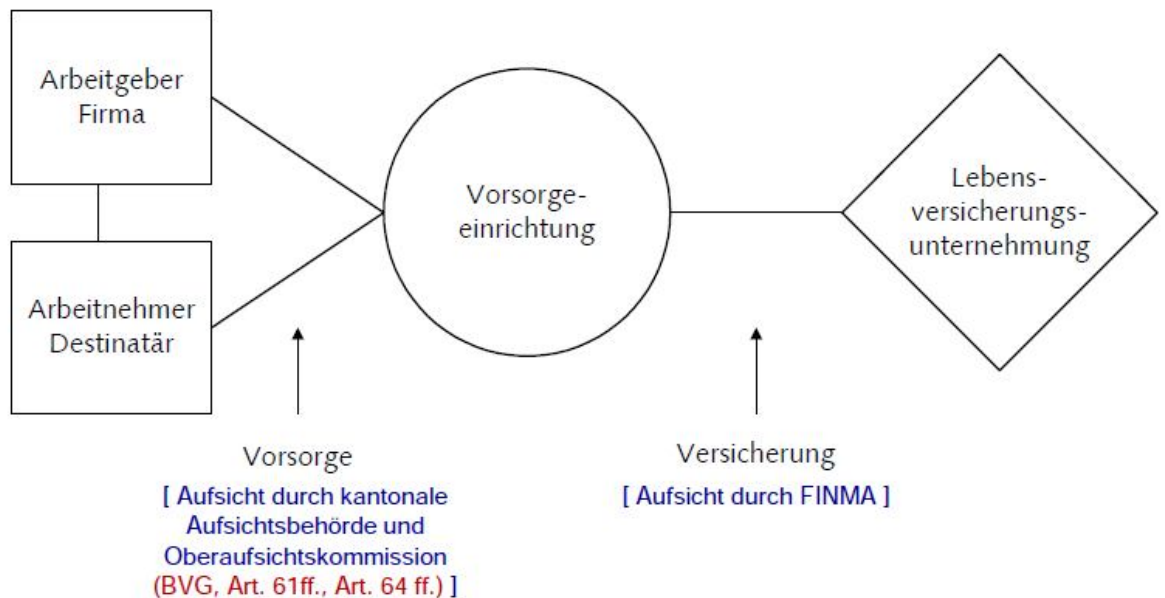 Arbeitgeber
Firma
Arbeitnehmer
Destinatär
Vorsorge-
einrichtung
Lebens-
versicherungs-
unternehmung
Vorsorge
[ Aufsicht durch kantonale
Aufsichtsbehörde und
Oberaufsichtskommission
(BVG, Art. 61ff., Art. 64 ff.) ]
Versicherung
[ Aufsicht durch FINMA ]